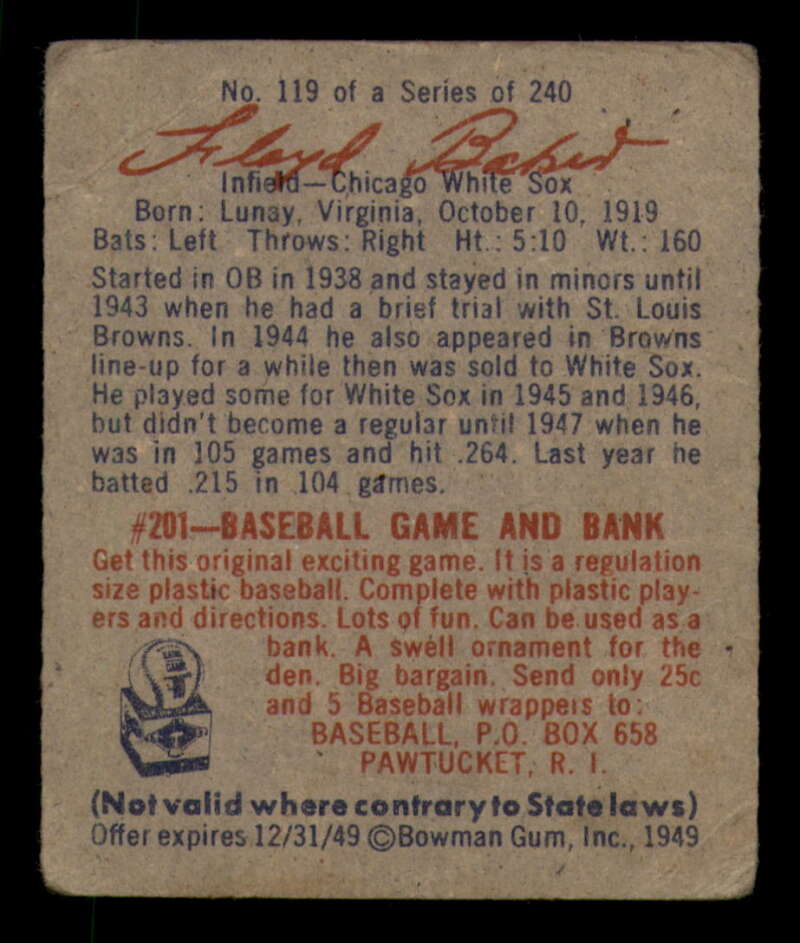 No. 119 of a Series of 240
Floyd Baker
Infield—Chicago White Sox
Born: Lunay, Virginia, October 10, 1919
Bats: Left Throws: Right Ht.: 5:10 Wt.: 160
Started in OB in 1938 and stayed in minors until
1943 when he had a brief trial with St. Louis
Browns. In 1944 he also appeared in Browns
line-up for a while then was sold to White Sox.
He played some for White Sox in 1945 and 1946,
but didn't become a regular until 1947 when he
was in 105 games and hit .264. Last year he
batted .215 in 104 games.
#201—BASEBALL GAME AND BANK
Get this original exciting game. It is a regulation
size plastic baseball. Complete with plastic play-
ers and directions. Lots of fun. Can be used as a
bank. A swell ornament for the
den. Big bargain. Send only 25c
and 5 Baseball wrappers to:
BASEBALL, P.O. BOX 658
PAWTUCKET, R. I.
(Not valid where contrary to State laws)
Offer expires 12/31/49 ©Bowman Gum, Inc., 1949